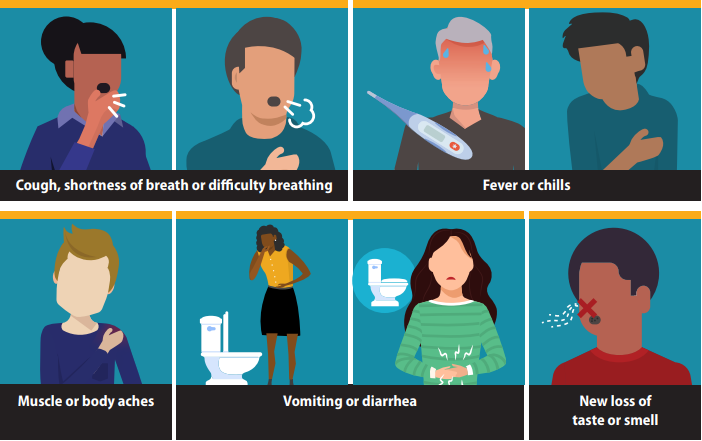 Cough, shortness of breath or difficulty breathing
Fever or chills
Muscle or body aches
Vomiting or diarrhea
New loss of
taste or smell